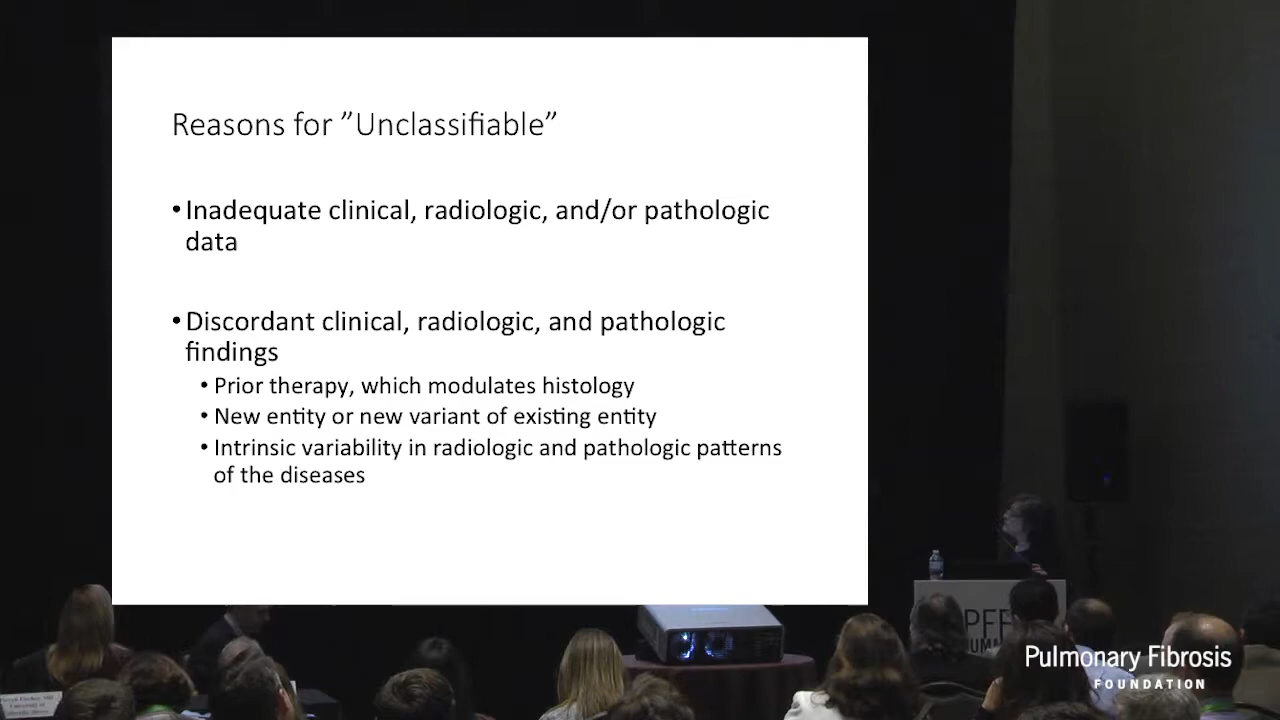 Reasons for ”Unclassifiable”
•Inadequate clinical, radiologic, and/or pathologic
data
•Discordant clinical, radiologic, and pathologic
findings
•Prior therapy, which modulates histology
•New entity or new variant of existing entity
•Intrinsic variability in radiologic and pathologic patterns
of the diseases
PFF
Pulmonary Fibrosis
FOUNDATION